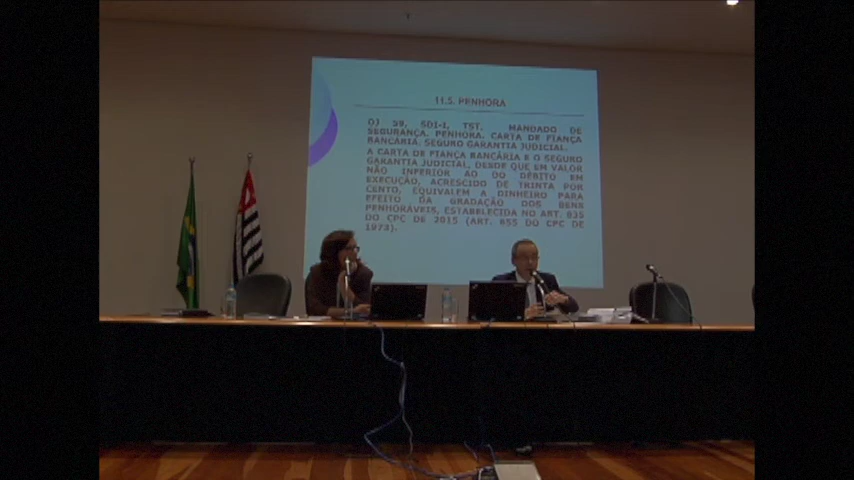 11.5. PENHORA
OJ 59, SDI-I, TST. MANDADO DE
SEGURANÇA. PENHORA. CARTA DE FIANÇA
BANCÁRIA. SEGURO GARANTIA JUDICIAL.
A CARTA DE FIANÇA BANCÁRIA E O SEGURO
GARANTIA JUDICIAL, DESDE QUE EM VALOR
NÃO INFERIOR AO DO DÉBITO EM
EXECUÇÃO, ACRESCIDO DE TRINTA POR
CENTO, EQUIVALEM A DINHEIRO PARA
EFEITO DA GRADAÇÃO DOS BENS
PENHORÁVEIS, ESTABELECIDA NO ART. 835
DO CPC DE 2015 (ART. 655 DO CPC DE
1973).